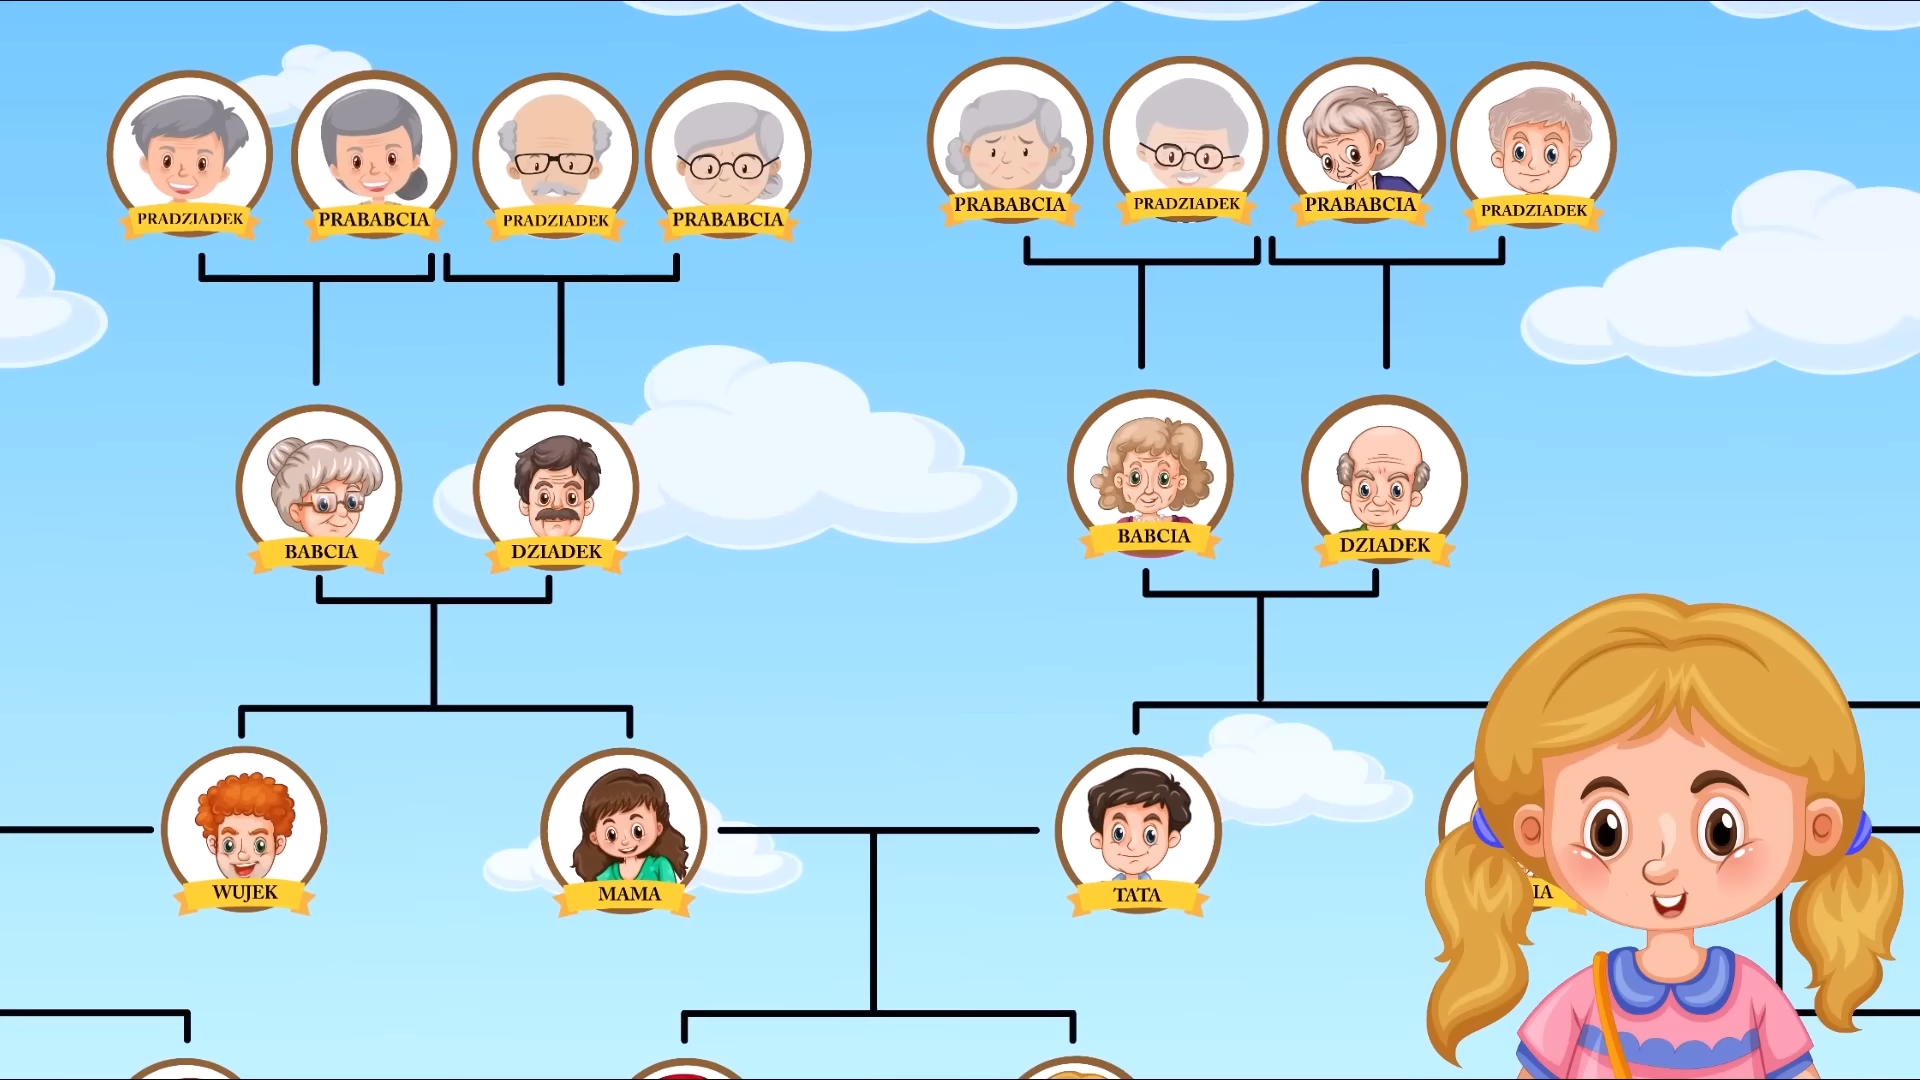 PRADZIADEK
PRABABCIA
PRADZIADEK
PRABABCIA
PRABABCIA
PRADZIADEK
PRABABCIA
PRADZIADEK
BABCIA
DZIADEK
BABCIA
DZIADEK
WUJEK
MAMA
TATA